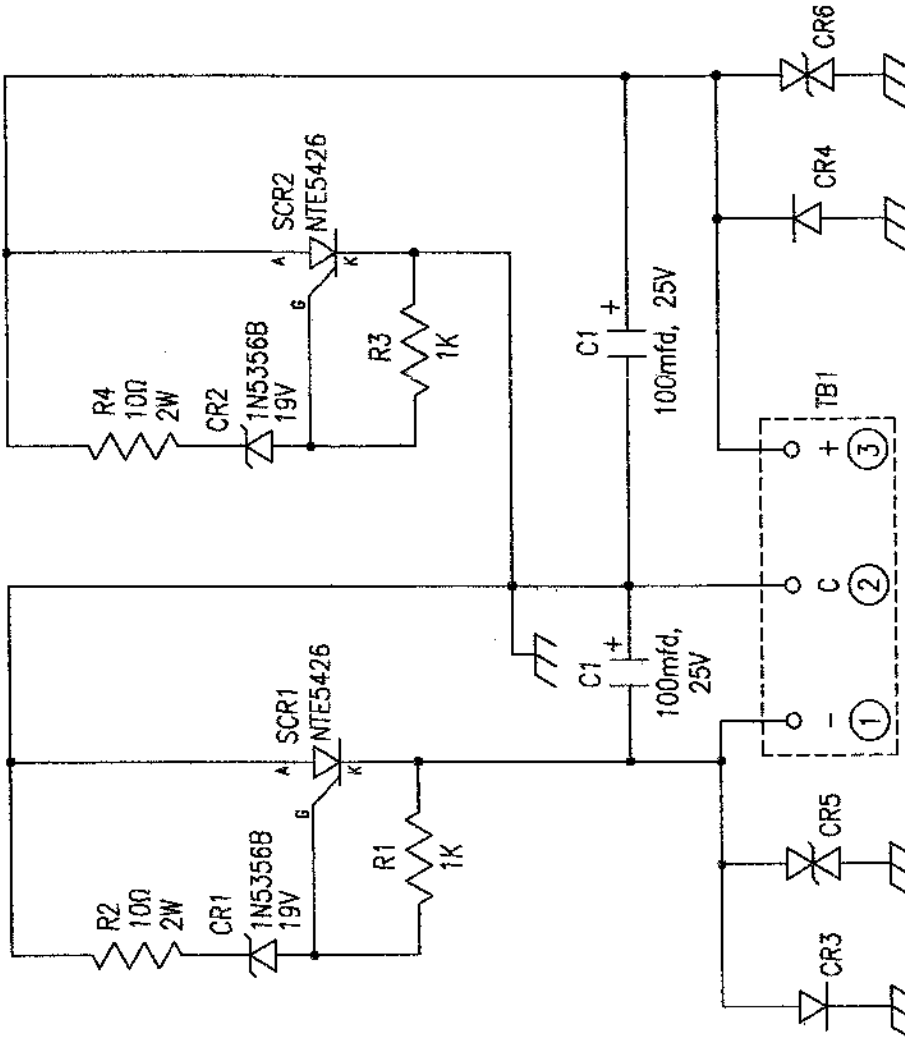 R4
10Ω
2W
CR2
1N5356B
19V
SCR2
NTE5426
A
G
K
R3
1K
R2
10Ω
2W
CR1
1N5356B
19V
SCR1
NTE5426
A
G
K
R1
1K
C1
+
100mfd, 25V
C1
+
100mfd,
25V
TB1
- C +
1 2 3
CR3
CR5
CR4
CR6